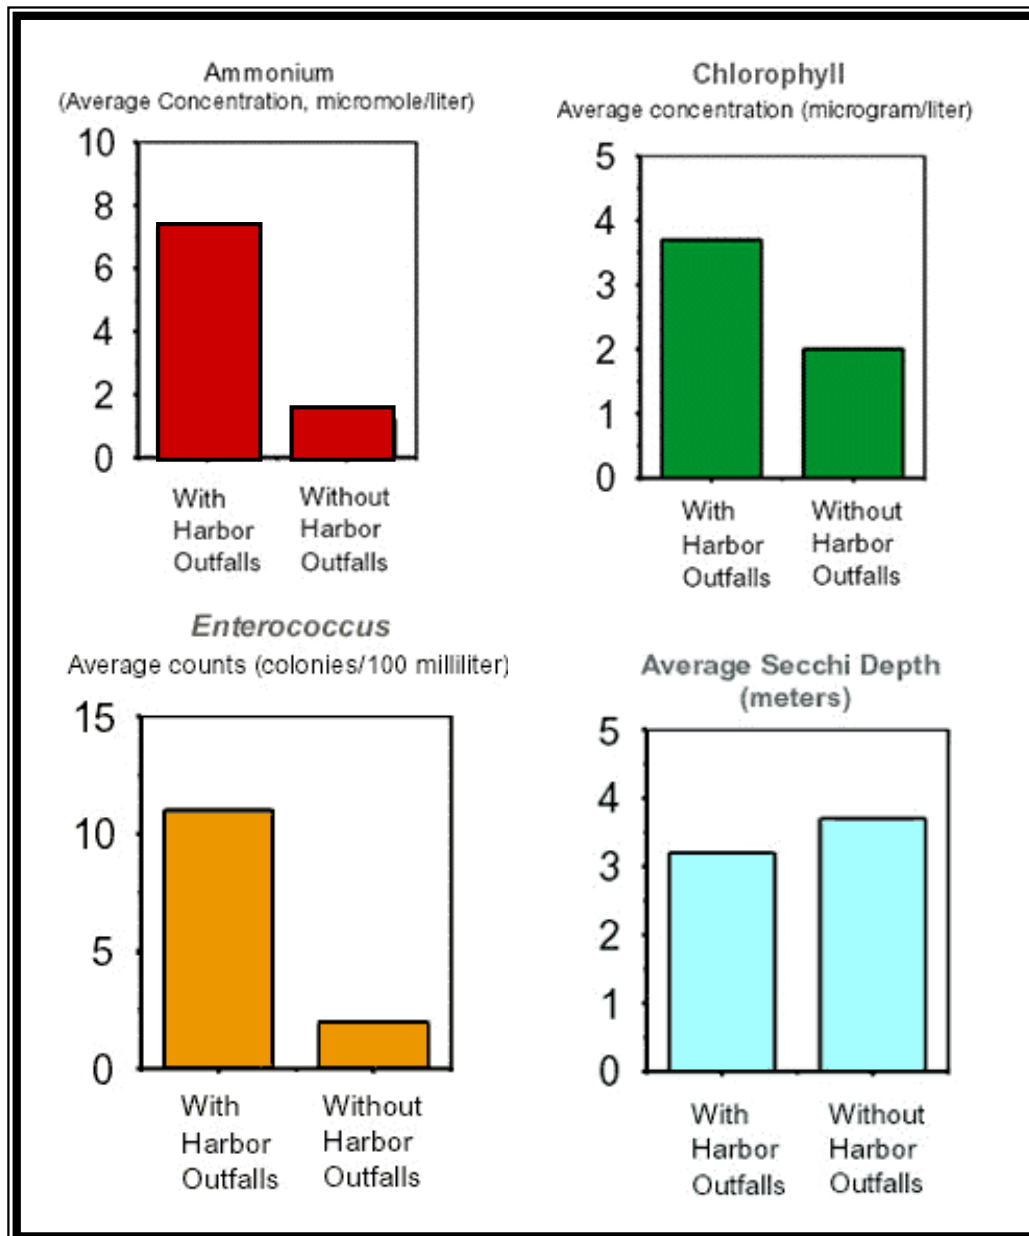 Ammonium
(Average Concentration, micromole/liter)
10
8
6
4
2
0
With
Harbor
Outfalls
Without
Harbor
Outfalls
Chlorophyll
Average concentration (microgram/liter)
5
4
3
2
1
0
With
Harbor
Outfalls
Without
Harbor
Outfalls
Enterococcus
Average counts (colonies/100 milliliter)
15
10
5
0
With
Harbor
Outfalls
Without
Harbor
Outfalls
Average Secchi Depth
(meters)
5
4
3
2
1
0
With
Harbor
Outfalls
Without
Harbor
Outfalls